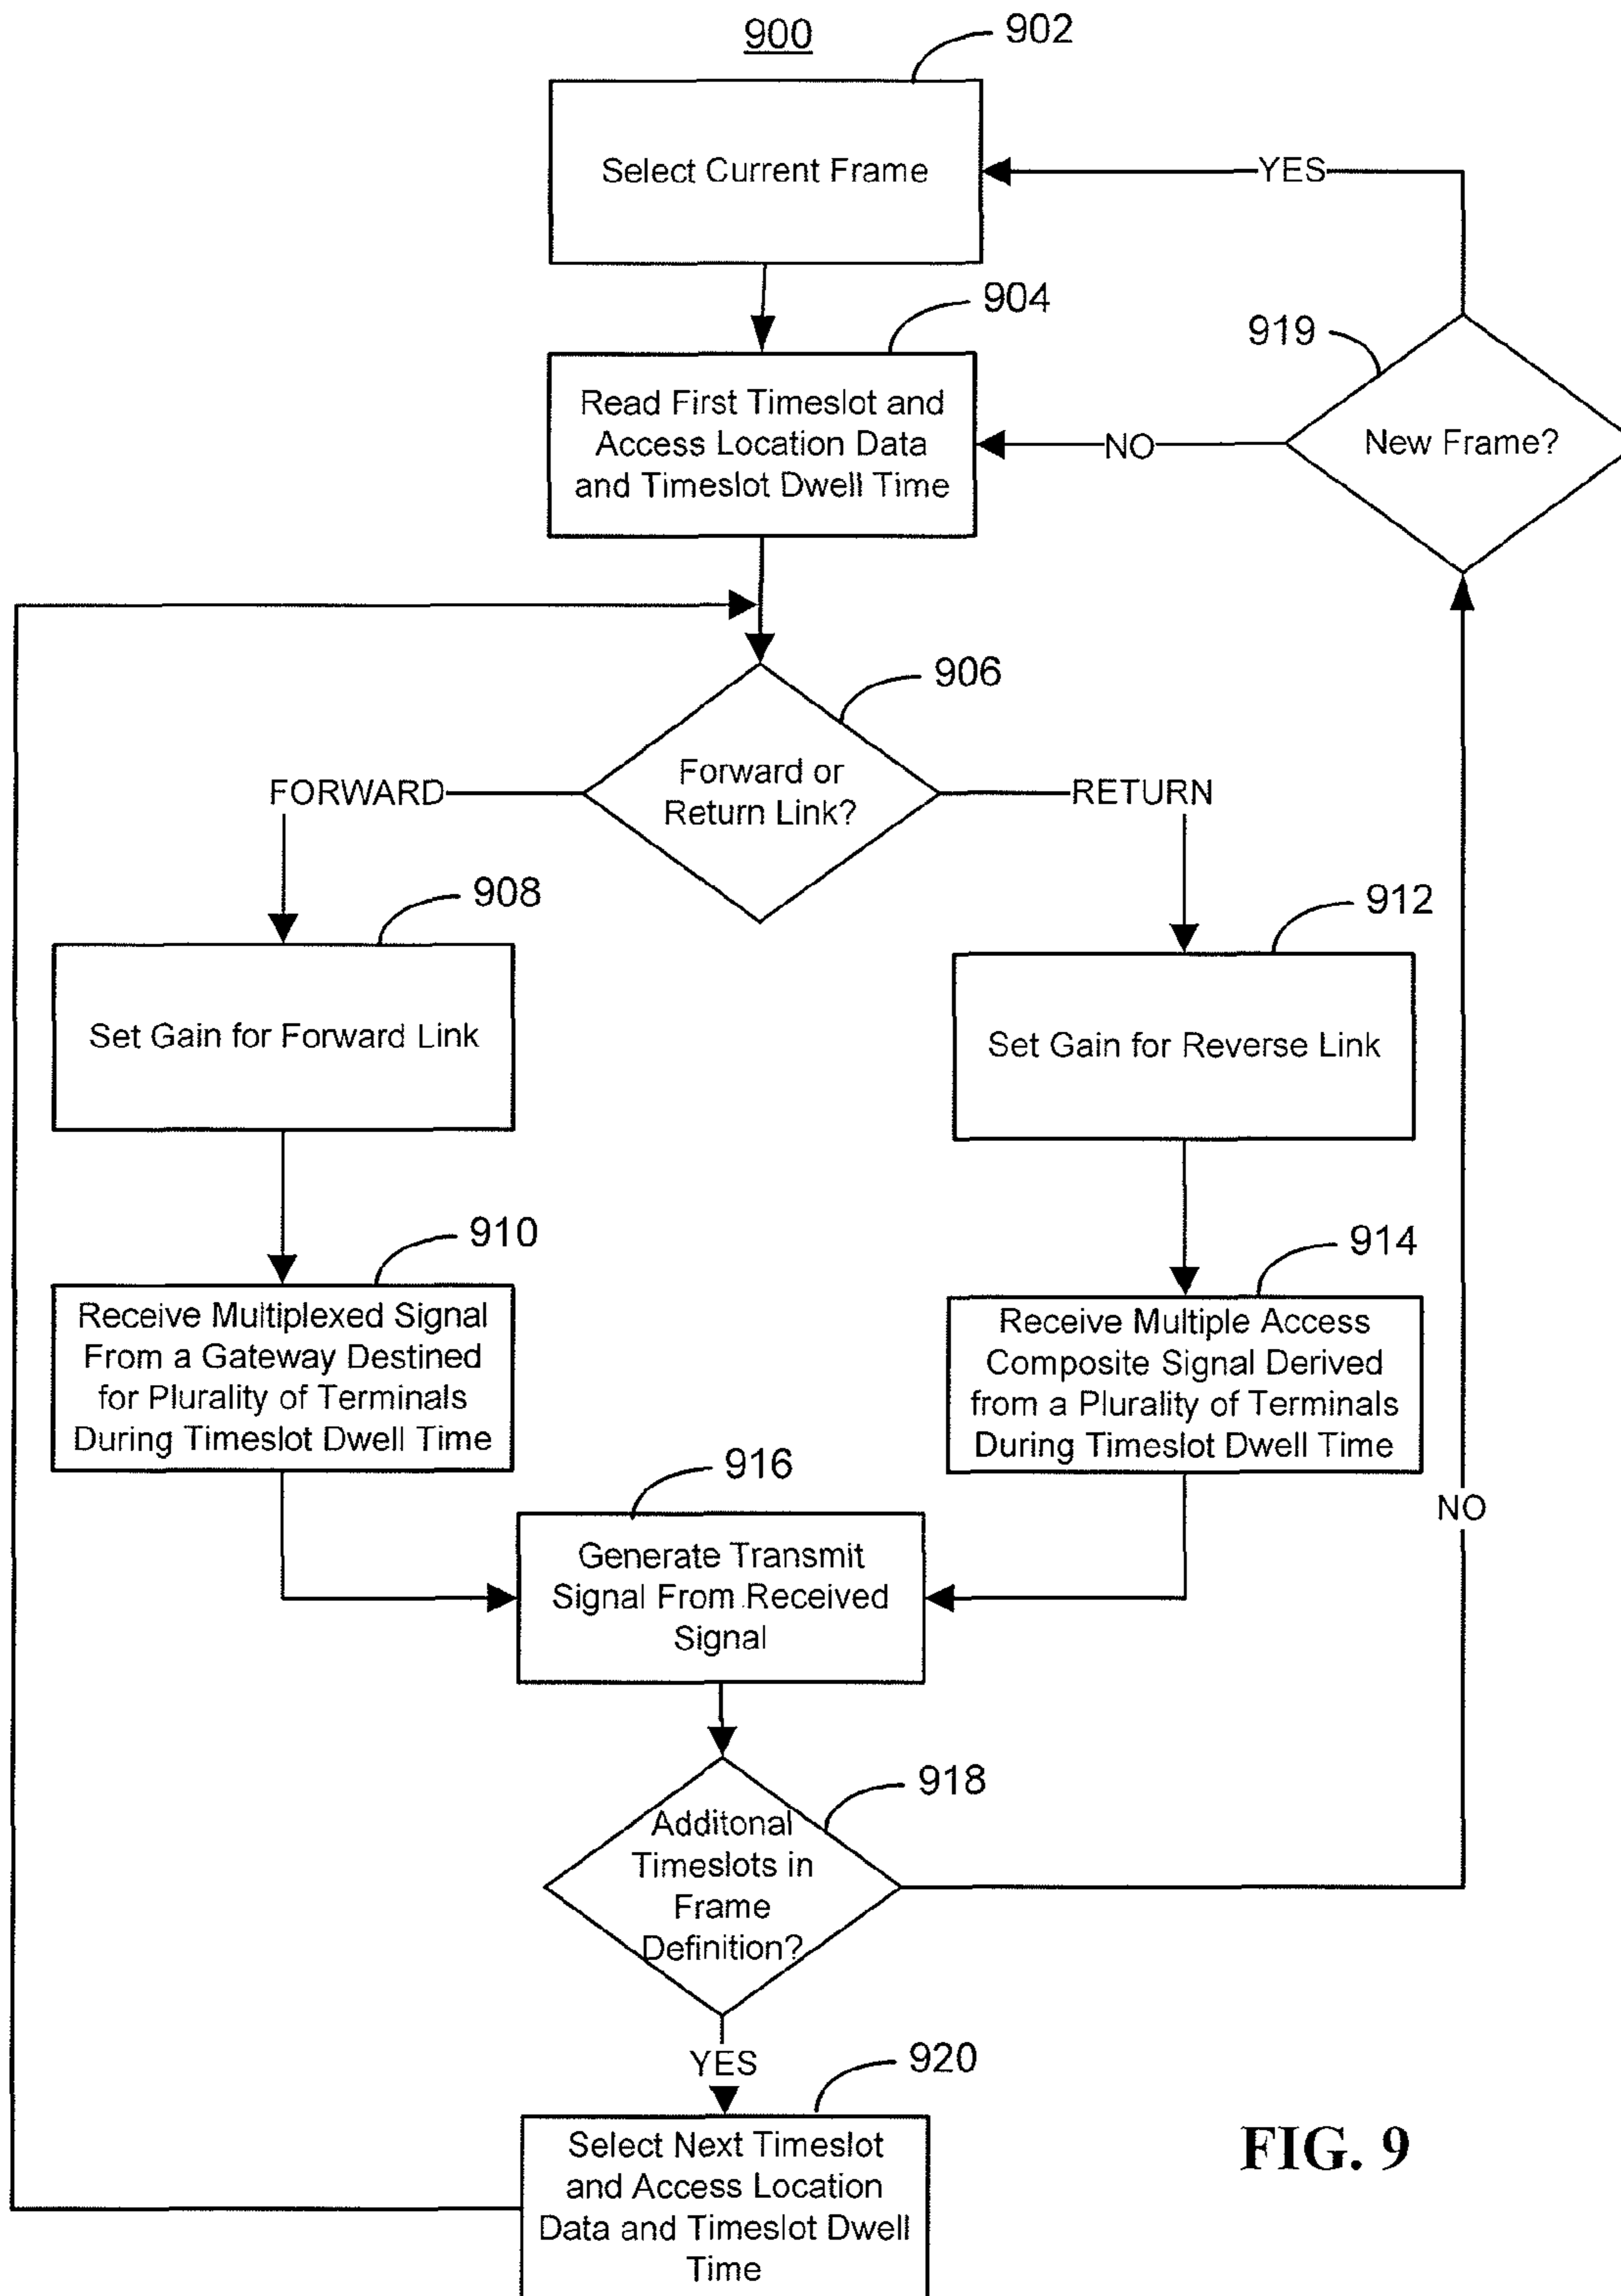 900
902
Select Current Frame
YES
904
919
Read First Timeslot and
Access Location Data
and Timeslot Dwell Time
NO
New Frame?
906
Forward or
Return Link?
FORWARD
RETURN
908
912
Set Gain for Forward Link
Set Gain for Reverse Link
910
914
Receive Multiplexed Signal
From a Gateway Destined
for Plurality of Terminals
During Timeslot Dwell Time
Receive Multiple Access
Composite Signal Derived
from a Plurality of Terminals
During Timeslot Dwell Time
916
NO
Generate Transmit
Signal From Received
Signal
918
Additonal
Timeslots in
Frame
Definition?
YES
920
Select Next Timeslot
and Access Location
Data and Timeslot Dwell
Time
FIG. 9